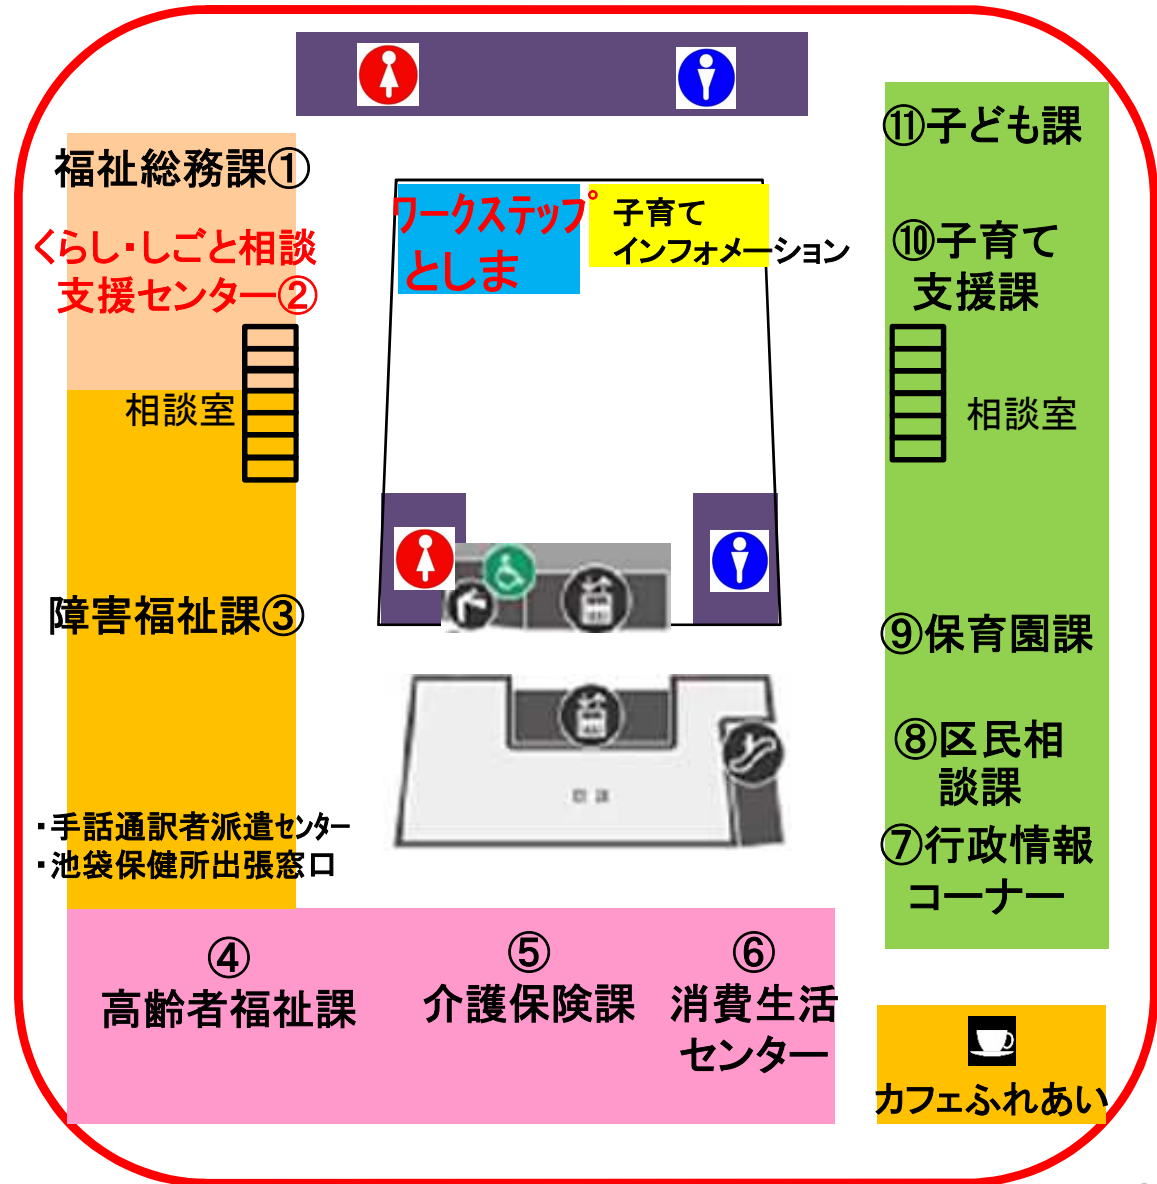 福祉総務課①
くらし・しごと相談
支援センター②
相談室
障害福祉課③
・手話通訳者派遣センター
・池袋保健所出張窓口
ワークステップ
としま
子育て
インフォメーション
⑪子ども課
⑩子育て
支援課
相談室
⑨保育園課
⑧区民相
談課
⑦行政情報
コーナー
④
高齢者福祉課
⑤
介護保険課
⑥
消費生活
センター
カフェふれあい